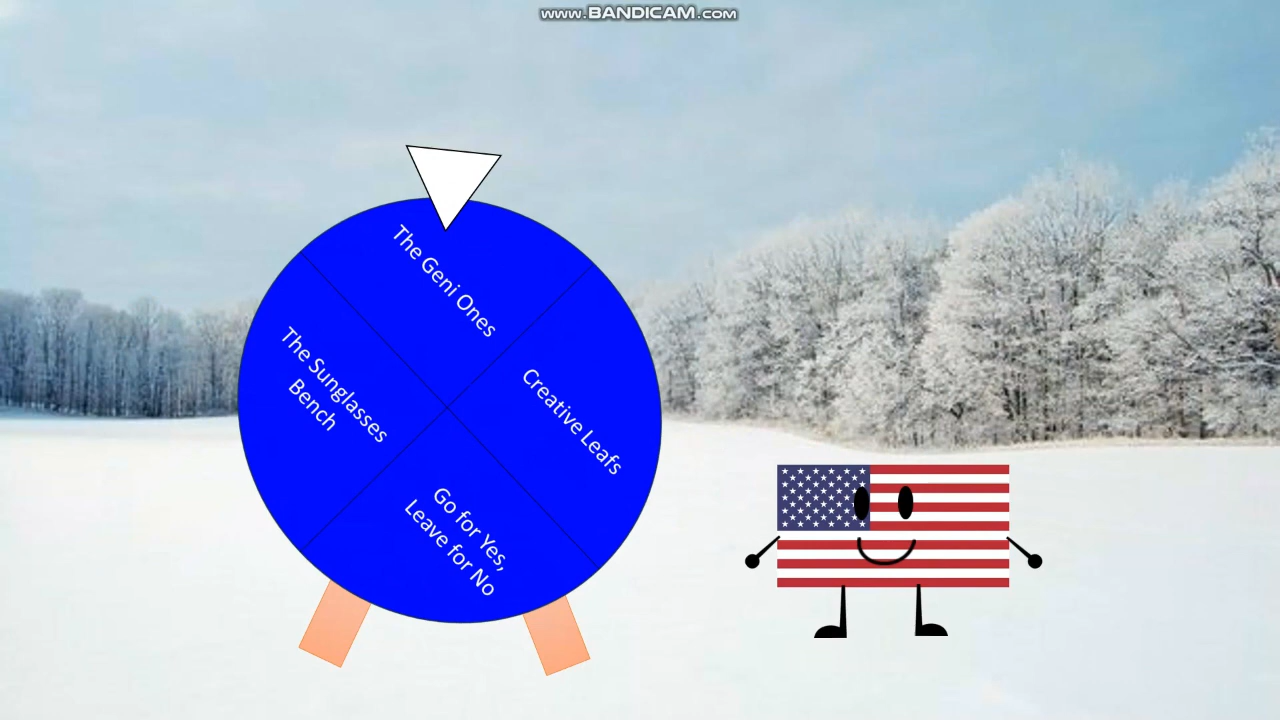 www.BANDICAM.com
The Geni Ones
The Sunglasses
Bench
Creative Leafs
Go for Yes,
Leave for No